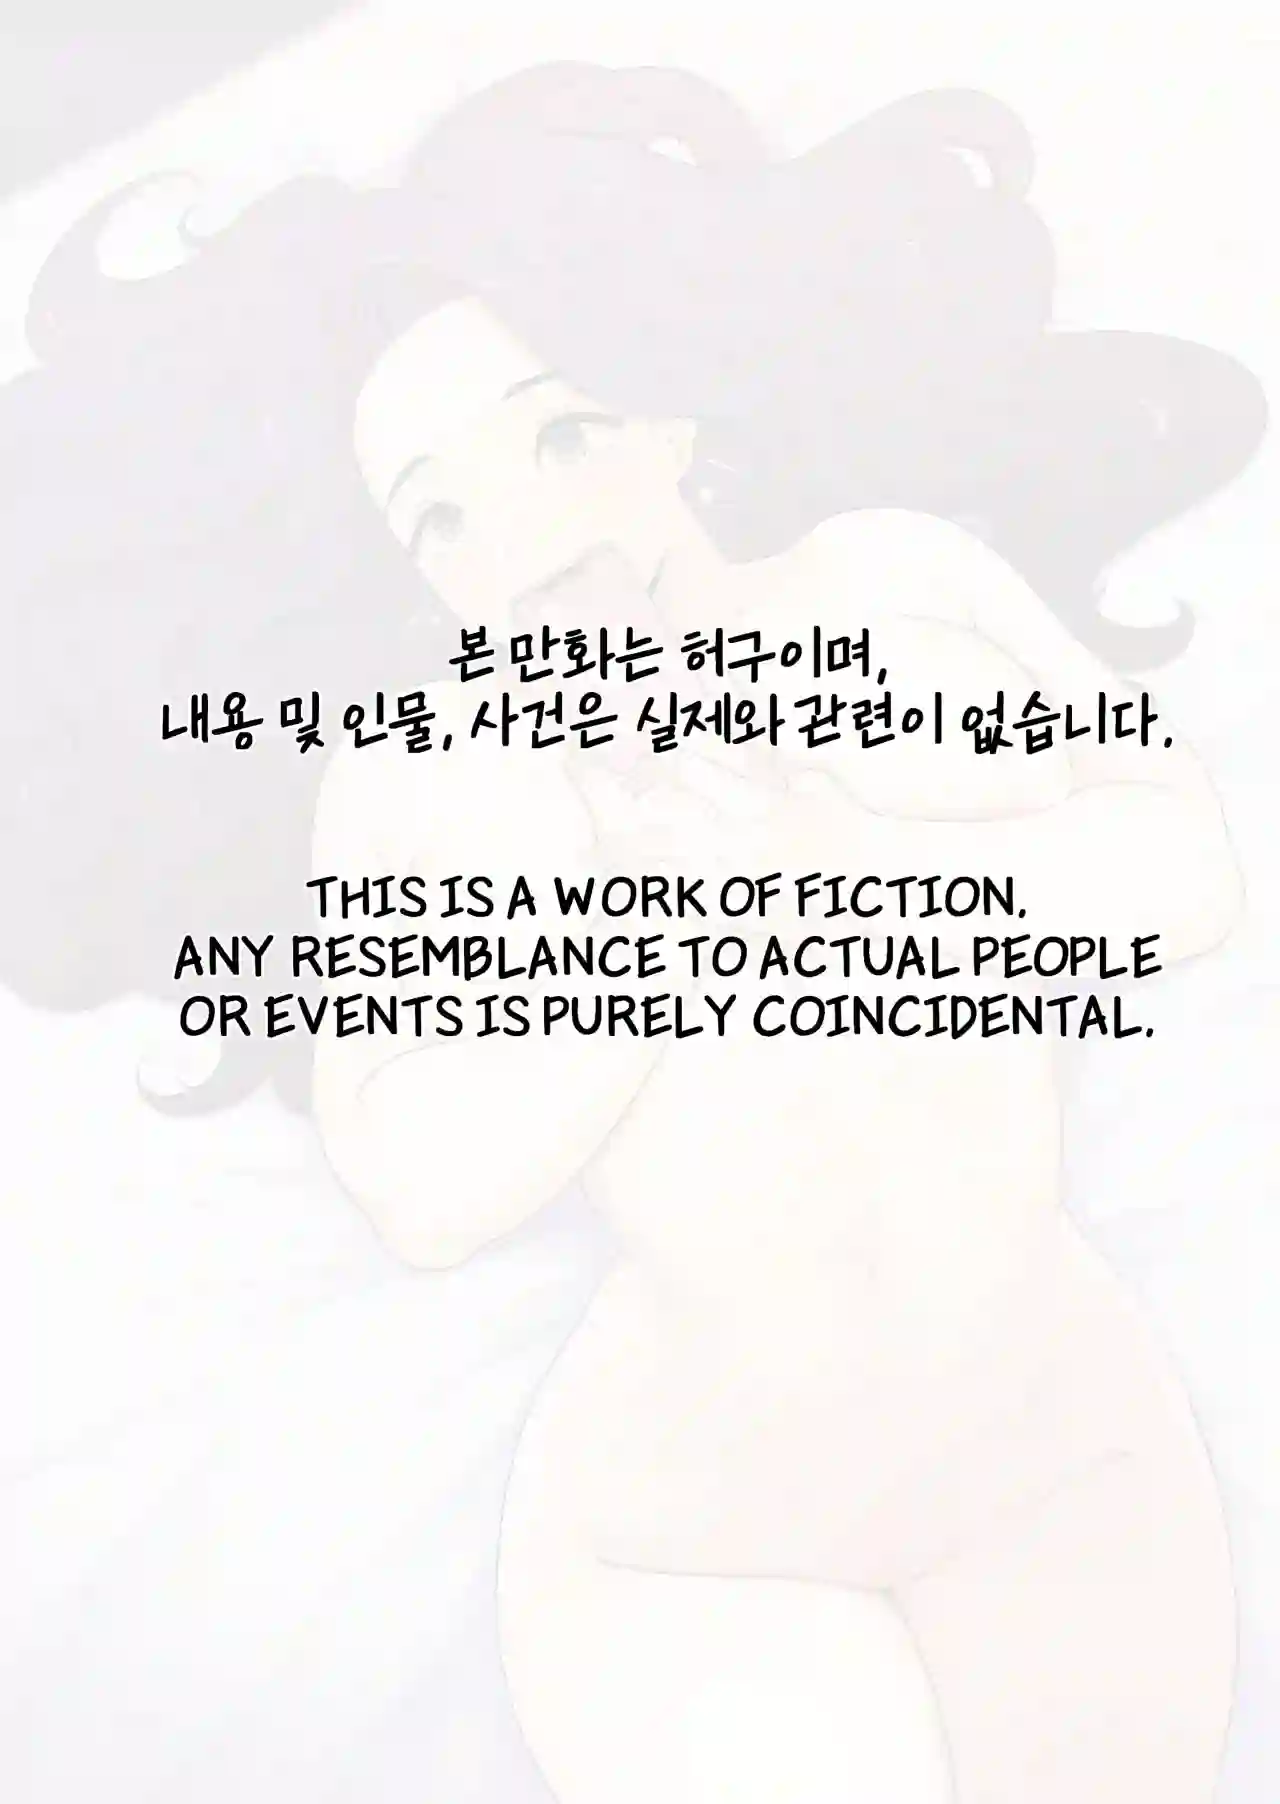 본 만화는 허구이며,
내용 및 인물, 사건은 실제와 관련이 없습니다.
THIS IS A WORK OF FICTION.
ANY RESEMBLANCE TO ACTUAL PEOPLE
OR EVENTS IS PURELY COINCIDENTAL.